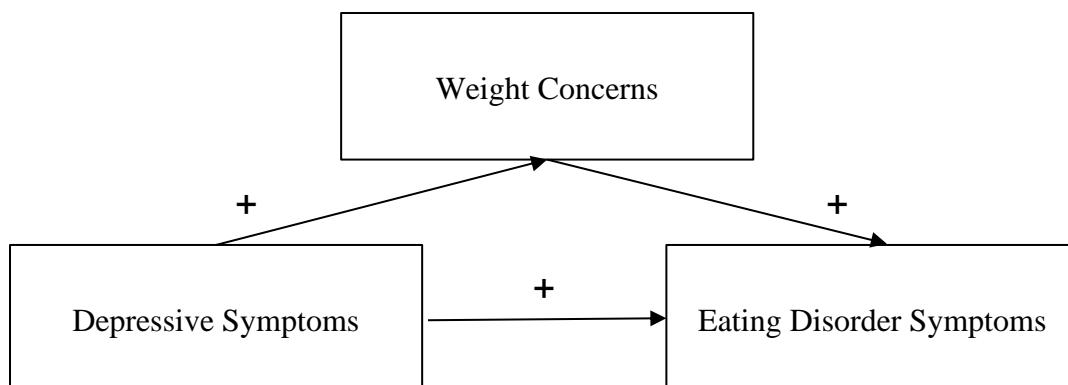 Weight Concerns
+
+
Depressive Symptoms
+
Eating Disorder Symptoms